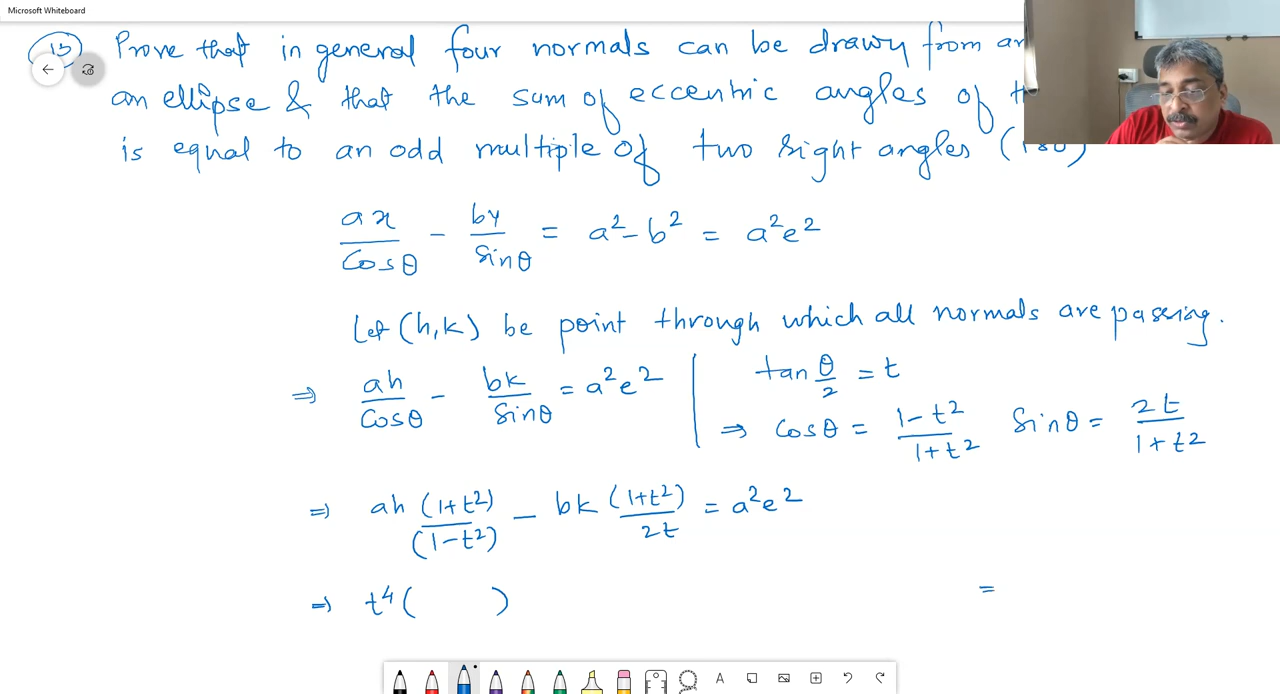 Microsoft Whiteboard
15 Prove that in general four normals can be drawy from
an ellipse & that the sum of eccentric angles of
is equal to an odd multiple of two right angles (180)
ax/cosθ - by/sinθ = a² - b² = a²e²
Let (h,k) be point through which all normals are passing.
⇒ ah/cosθ - bk/sinθ = a²e² | tan θ/2 = t
⇒ cosθ = 1-t²/1+t² sinθ = 2t/1+t²
⇒ ah (1+t²)/(1-t²) - bk (1+t²)/2t = a²e²
⇒ t⁴( ) =
A